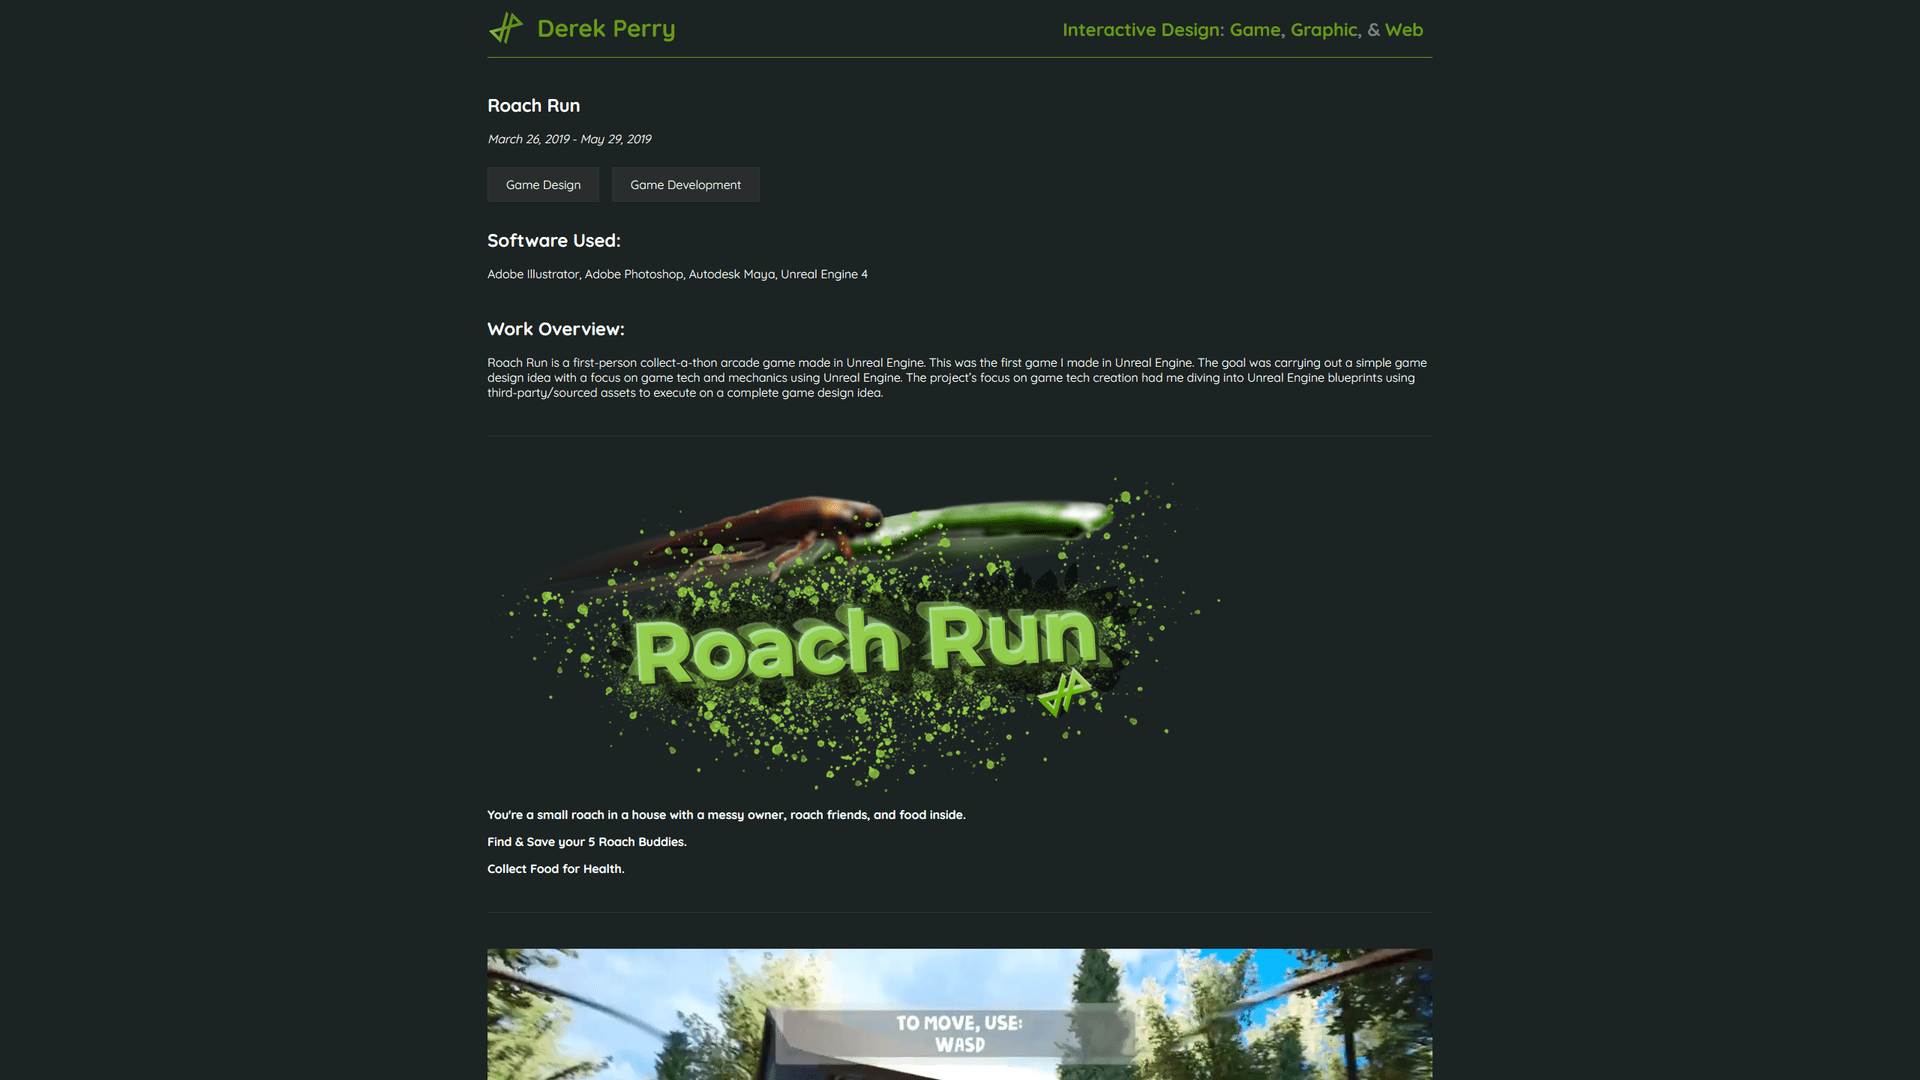 Derek Perry
Interactive Design: Game, Graphic, & Web
Roach Run
March 26, 2019 - May 29, 2019
Game Design
Game Development
Software Used:
Adobe Illustrator, Adobe Photoshop, Autodesk Maya, Unreal Engine 4
Work Overview:
Roach Run is a first-person collect-a-thon arcade game made in Unreal Engine. This was the first game I made in Unreal Engine. The goal was carrying out a simple game
design idea with a focus on game tech and mechanics using Unreal Engine. The project's focus on game tech creation had me diving into Unreal Engine blueprints using
third-party/sourced assets to execute on a complete game design idea.
Roach Run
You're a small roach in a house with a messy owner, roach friends, and food inside.
Find & Save your 5 Roach Buddies.
Collect Food for Health.
TO MOVE, USE:
WASD